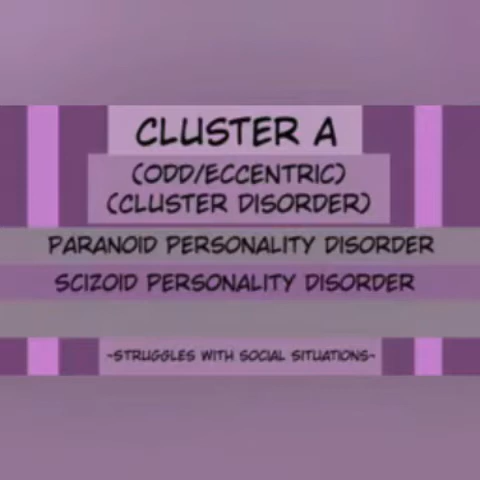 CLUSTER A
(ODD/ECCENTRIC)
(CLUSTER DISORDER)
PARANOID PERSONALITY DISORDER
SCIZOID PERSONALITY DISORDER
~STRUGGLES WITH SOCIAL SITUATIONS~